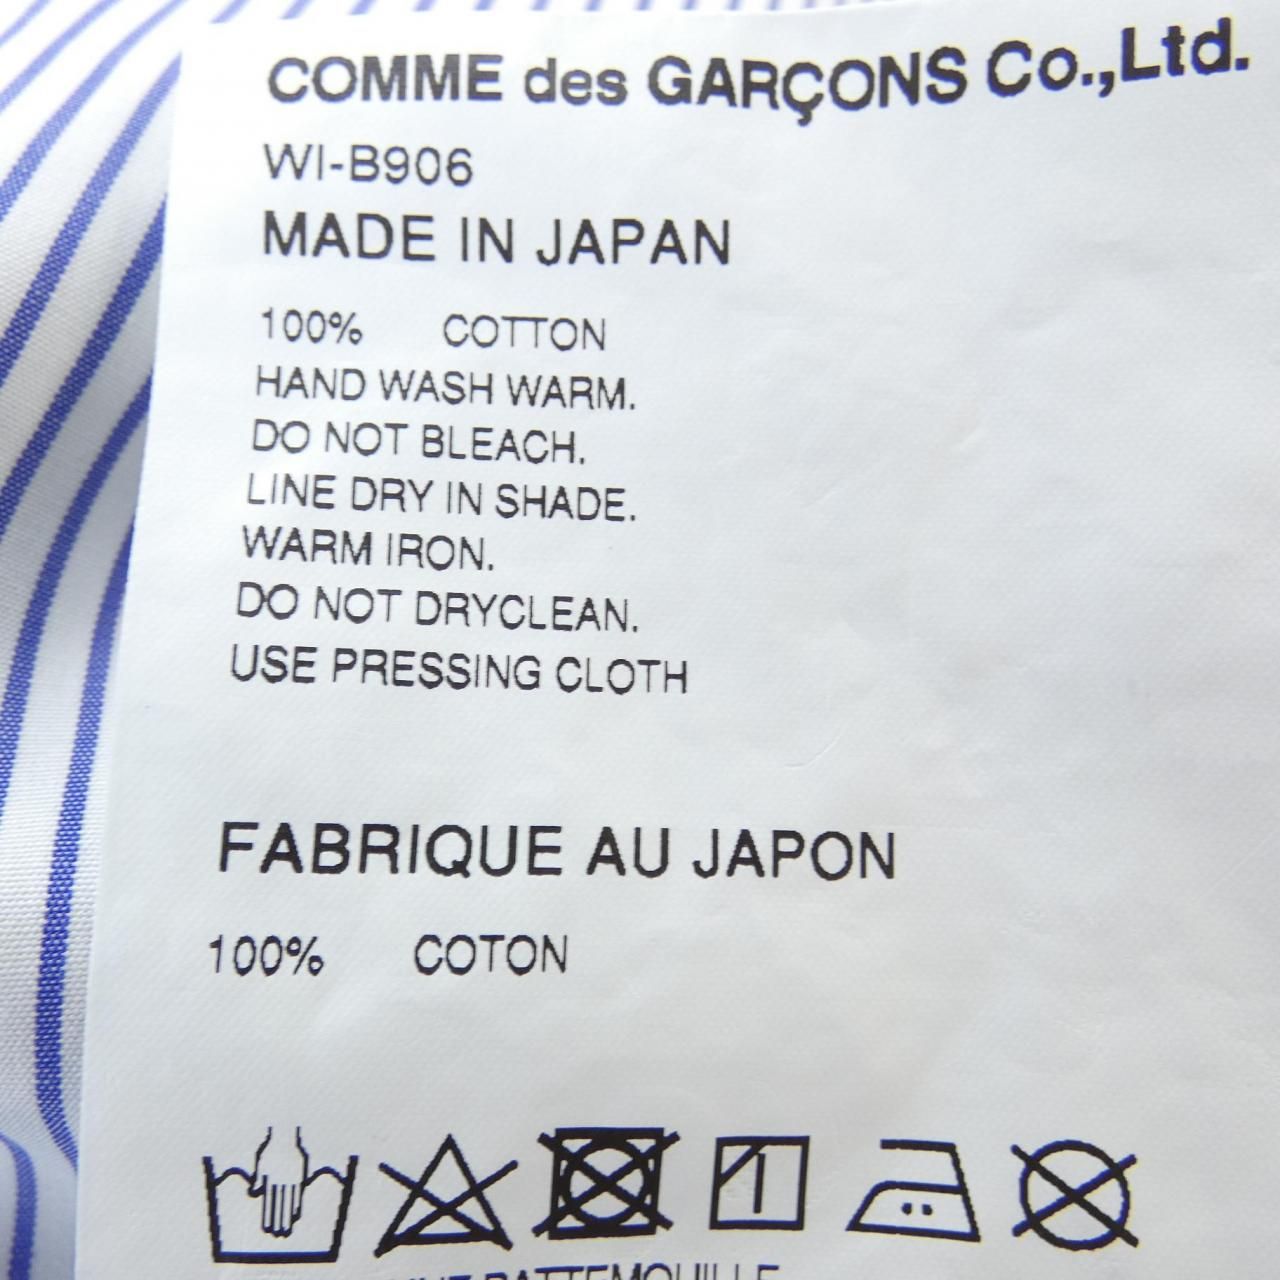 COMME des GARÇONS Co.,Ltd.
WI-B906
MADE IN JAPAN
100% COTTON
HAND WASH WARM.
DO NOT BLEACH.
LINE DRY IN SHADE.
WARM IRON.
DO NOT DRYCLEAN.
USE PRESSING CLOTH
FABRIQUE AU JAPON
100% COTON
PATTEMOUILLE